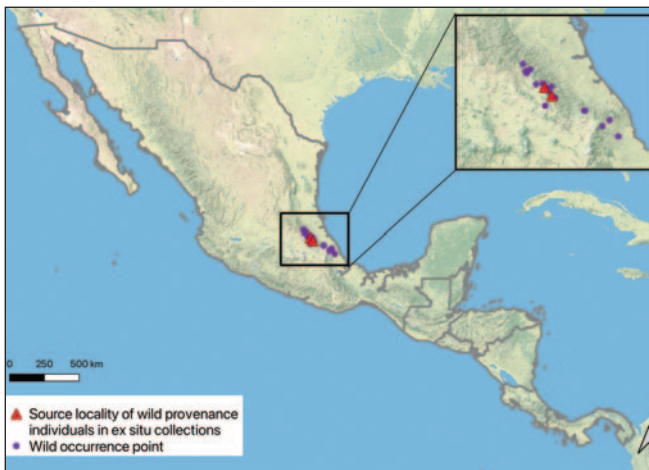 0 250 500 km
Source locality of wild provenance
individuals in ex situ collections
Wild occurrence point